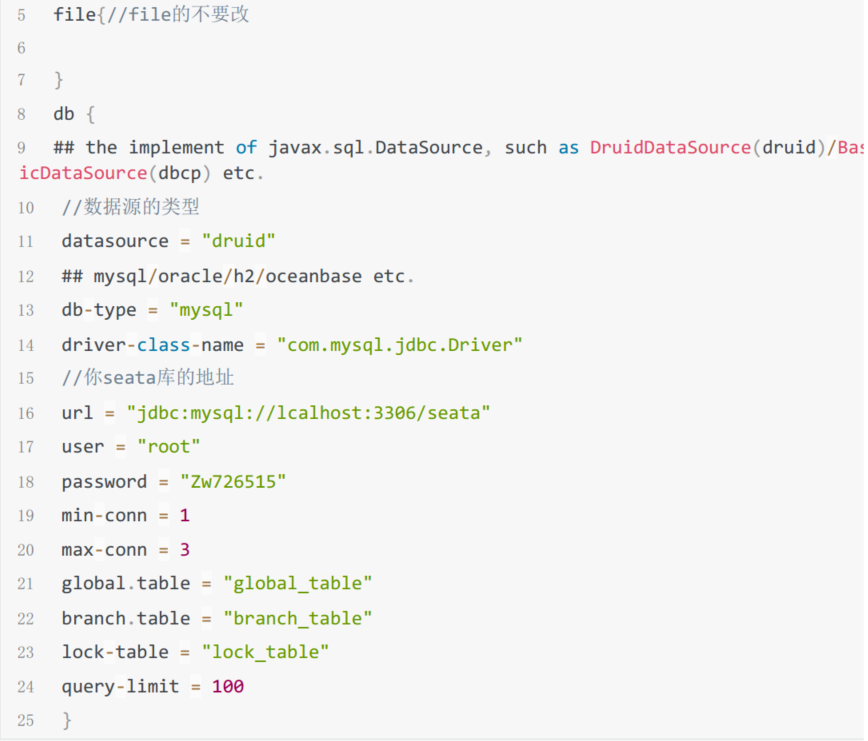 5 file{//file的不要改
6
7 }
8 db {
9 ## the implement of javax.sql.DataSource, such as DruidDataSource(druid)/Bas
icDataSource(dbcp) etc.
10 //数据源的类型
11 datasource = "druid"
12 ## mysql/oracle/h2/oceanbase etc.
13 db-type = "mysql"
14 driver-class-name = "com.mysql.jdbc.Driver"
15 //你seata库的地址
16 url = "jdbc:mysql://lcalhost:3306/seata"
17 user = "root"
18 password = "Zw726515"
19 min-conn = 1
20 max-conn = 3
21 global.table = "global_table"
22 branch.table = "branch_table"
23 lock-table = "lock_table"
24 query-limit = 100
25 }